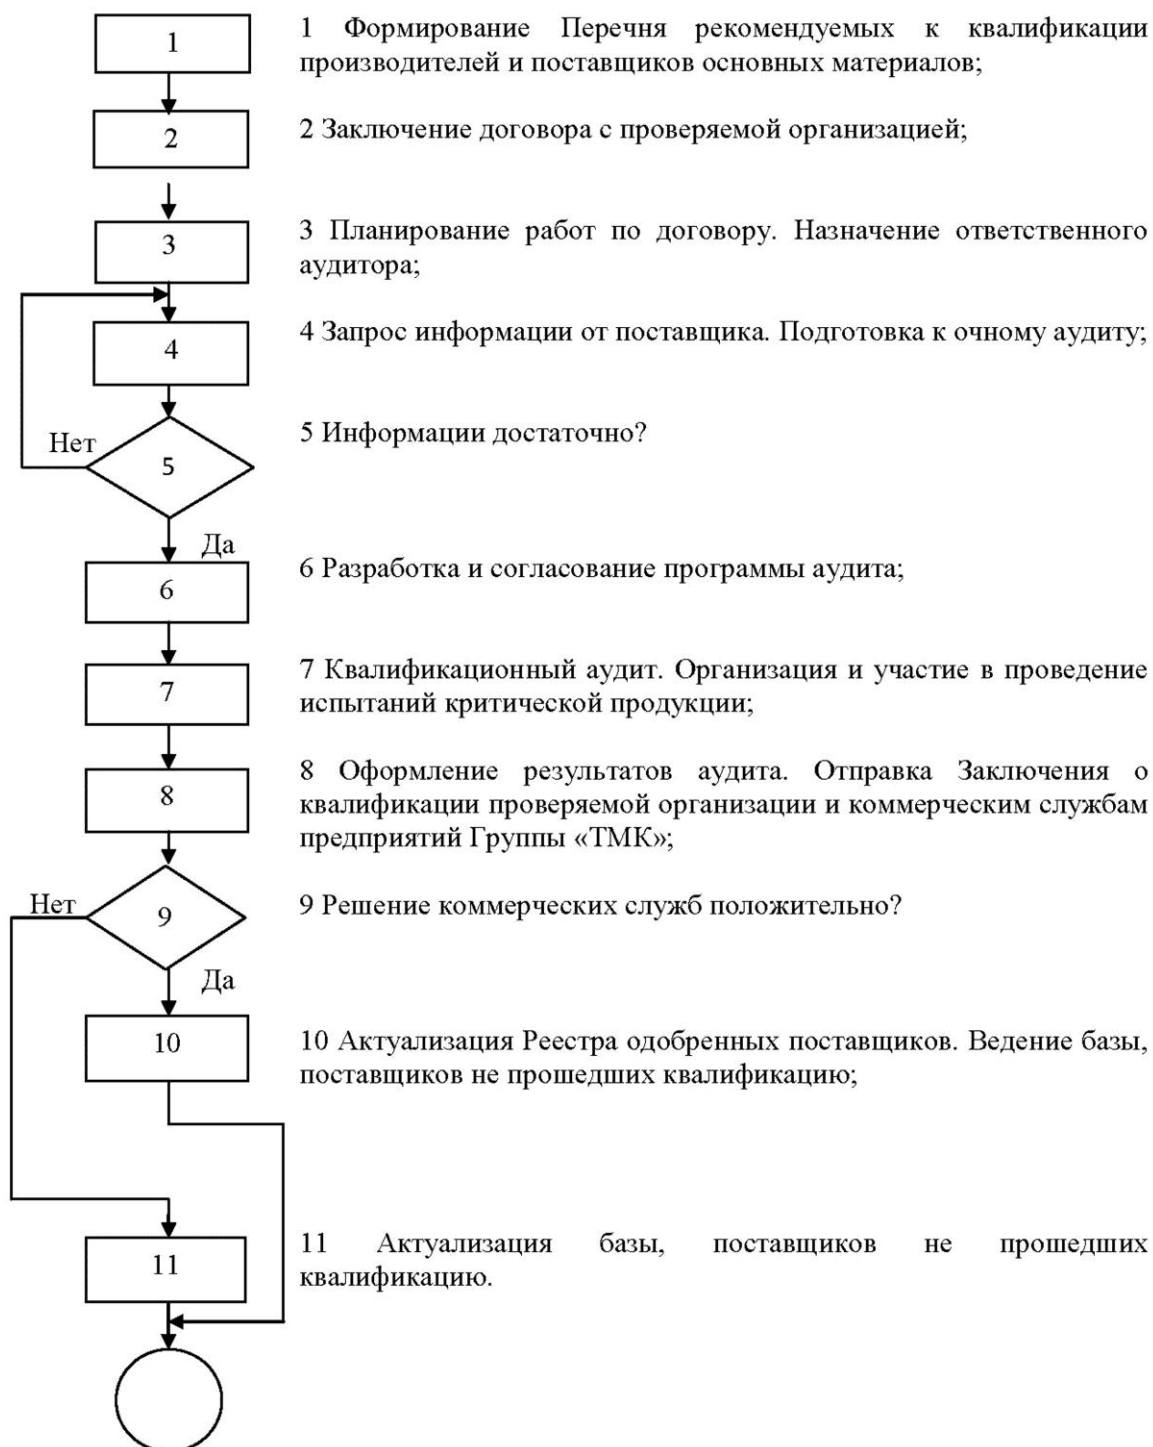 1
1 Формирование Перечня рекомендуемых к квалификации
производителей и поставщиков основных материалов;
2
2 Заключение договора с проверяемой организацией;
3
3 Планирование работ по договору. Назначение ответственного
аудитора;
4
4 Запрос информации от поставщика. Подготовка к очному аудиту;
Нет
5
5 Информации достаточно?
Да
6
6 Разработка и согласование программы аудита;
7
7 Квалификационный аудит. Организация и участие в проведение
испытаний критической продукции;
8
8 Оформление результатов аудита. Отправка Заключения о
квалификации проверяемой организации и коммерческим службам
предприятий Группы «ТМК»;
Нет
9
9 Решение коммерческих служб положительно?
Да
10
10 Актуализация Реестра одобренных поставщиков. Ведение базы,
поставщиков не прошедших квалификацию;
11
11 Актуализация базы, поставщиков не прошедших
квалификацию.